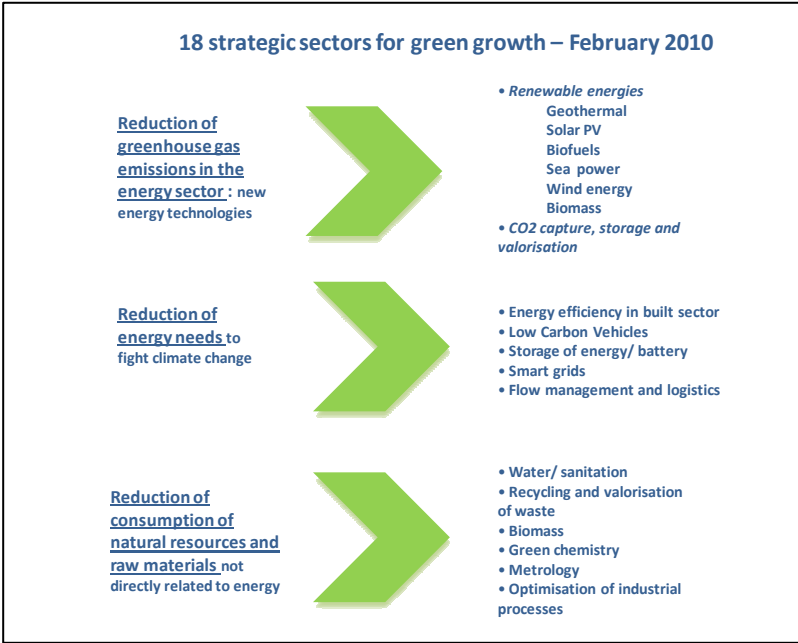 18 strategic sectors for green growth – February 2010
Reduction of
greenhouse gas
emissions in the
energy sector : new
energy technologies
• Renewable energies
Geothermal
Solar PV
Biofuels
Sea power
Wind energy
Biomass
• CO2 capture, storage and
valorisation
Reduction of
energy needs to
fight climate change
• Energy efficiency in built sector
• Low Carbon Vehicles
• Storage of energy/ battery
• Smart grids
• Flow management and logistics
Reduction of
consumption of
natural resources and
raw materials not
directly related to energy
• Water/ sanitation
• Recycling and valorisation
of waste
• Biomass
• Green chemistry
• Metrology
• Optimisation of industrial
processes